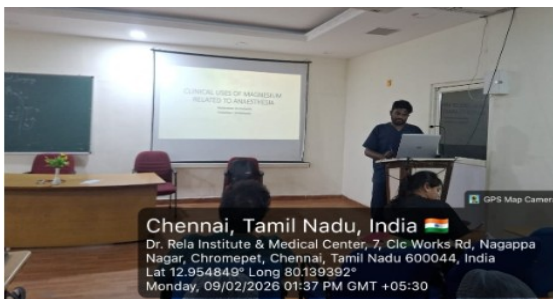 CLINICAL USES OF MAGNESIUM
RELATED TO ANAESTHESIA
GPS Map Camera
Chennai, Tamil Nadu, India 🇮🇳
Dr. Rela Institute & Medical Center, 7, Clc Works Rd, Nagappa
Nagar, Chromepet, Chennai, Tamil Nadu 600044, India
Lat 12.954849° Long 80.139392°
Monday, 09/02/2026 01:37 PM GMT +05:30